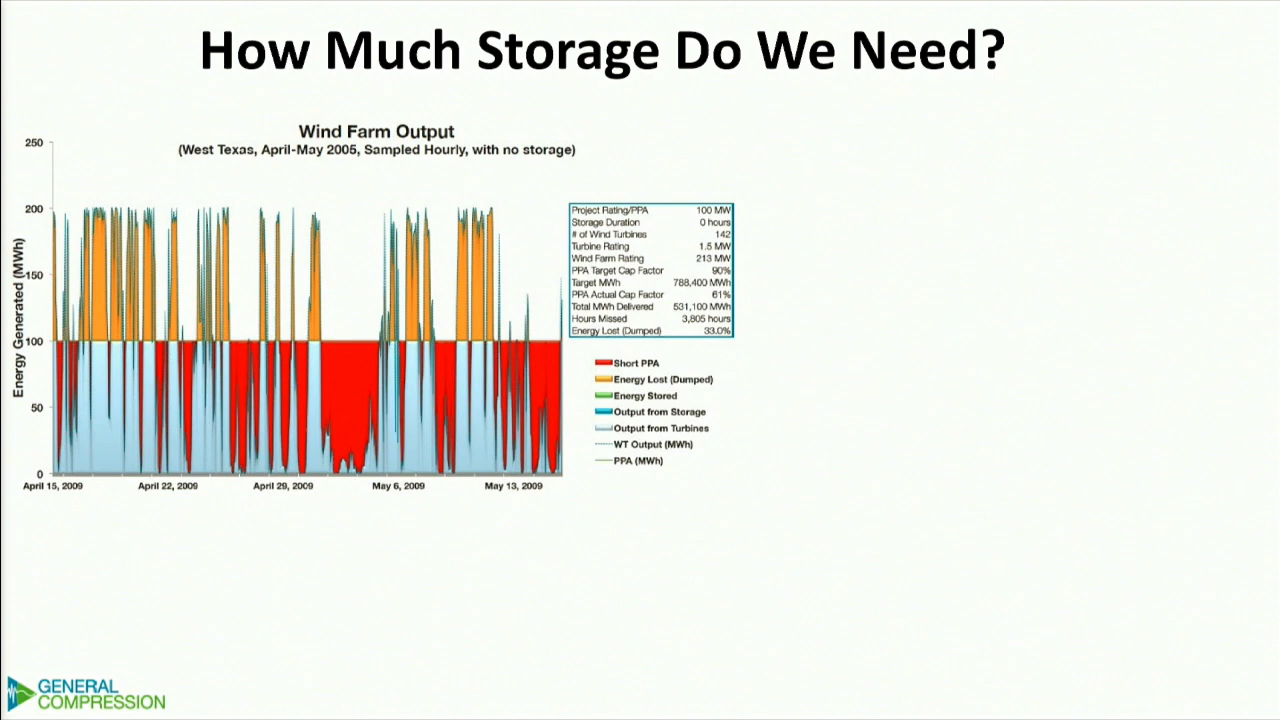 How Much Storage Do We Need?
Wind Farm Output
(West Texas, April-May 2005, Sampled Hourly, with no storage)
Energy Generated (MWh)
250
200
150
100
50
0
April 15, 2009
April 22, 2009
April 29, 2009
May 6, 2009
May 13, 2009
Project Rating/PPA 100 MW
Storage Duration 0 hours
# of Wind Turbines 142
Turbine Rating 1.5 MW
Wind Farm Rating 213 MW
PPA Target Cap Factor 90%
Target MWh 788,400 MWh
PPA Actual Cap Factor 61%
Total MWh Delivered 531,100 MWh
Hours Missed 3,805 hours
Energy Lost (Dumped) 33.0%
Short PPA
Energy Lost (Dumped)
Energy Stored
Output from Storage
Output from Turbines
WT Output (MWh)
PPA (MWh)
GENERAL
COMPRESSION